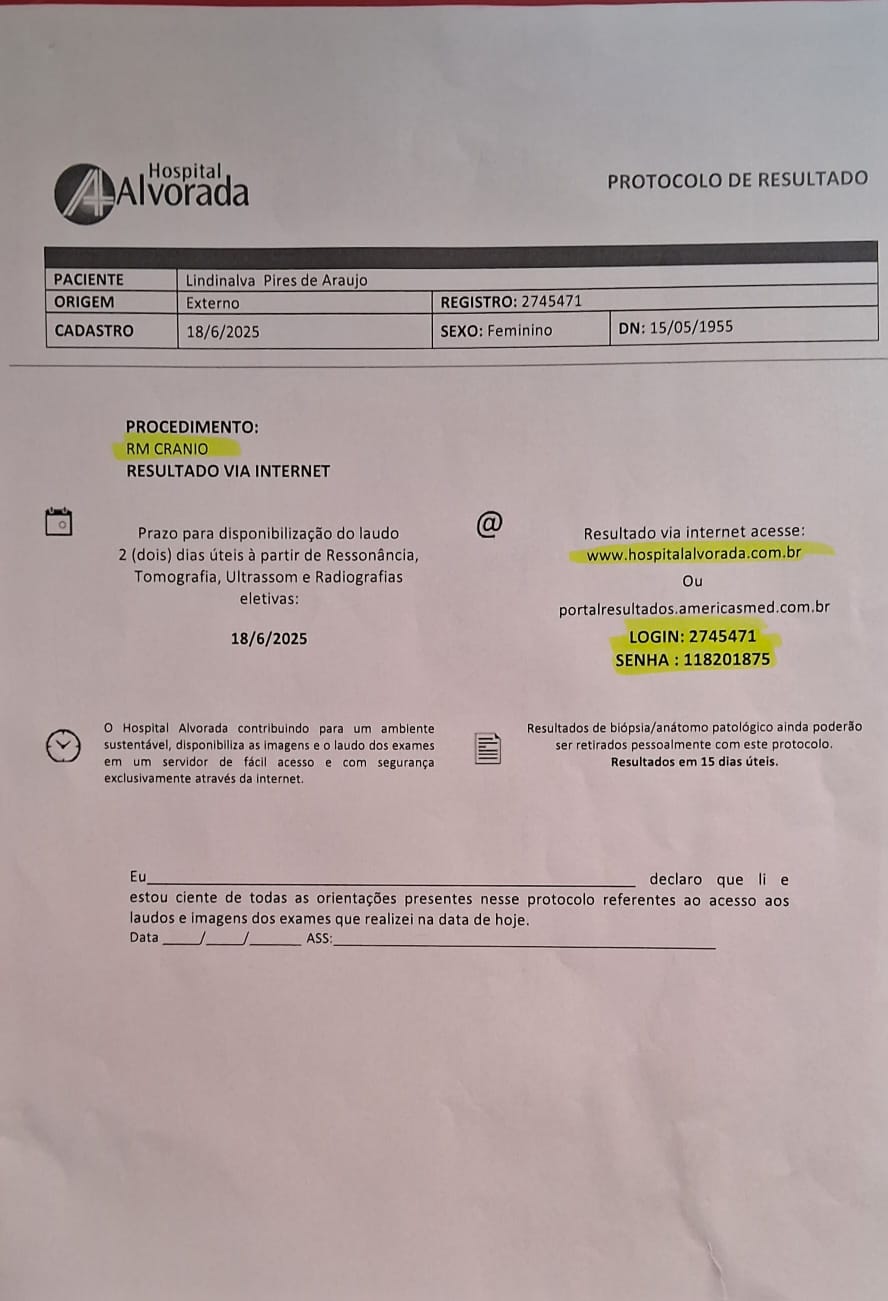 Hospital
Alvorada
PROTOCOLO DE RESULTADO
PACIENTE Lindinalva Pires de Araujo
ORIGEM Externo REGISTRO: 2745471
CADASTRO 18/6/2025 SEXO: Feminino DN: 15/05/1955
PROCEDIMENTO:
RM CRANIO
RESULTADO VIA INTERNET
Prazo para disponibilização do laudo
2 (dois) dias úteis à partir de Ressonância,
Tomografia, Ultrassom e Radiografias
eletivas:
18/6/2025
@
Resultado via internet acesse:
www.hospitalalvorada.com.br
Ou
portalresultados.americasmed.com.br
LOGIN: 2745471
SENHA : 118201875
O Hospital Alvorada contribuindo para um ambiente
sustentável, disponibiliza as imagens e o laudo dos exames
em um servidor de fácil acesso e com segurança
exclusivamente através da internet.
Resultados de biópsia/anátomo patológico ainda poderão
ser retirados pessoalmente com este protocolo.
Resultados em 15 dias úteis.
Eu____________________ declaro que li e
estou ciente de todas as orientações presentes nesse protocolo referentes ao acesso aos
laudos e imagens dos exames que realizei na data de hoje.
Data _____/_____/_______ ASS:____________________